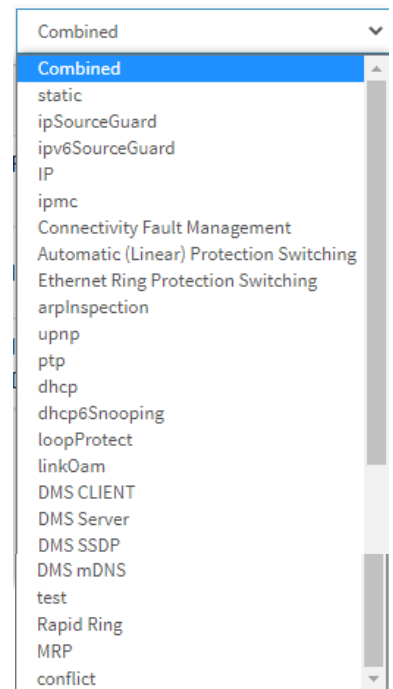 Combined
Combined
static
ipSourceGuard
ipv6SourceGuard
IP
ipmc
Connectivity Fault Management
Automatic (Linear) Protection Switching
Ethernet Ring Protection Switching
arpInspection
upnp
ptp
dhcp
dhcp6Snooping
loopProtect
linkOam
DMS CLIENT
DMS Server
DMS SSDP
DMS mDNS
test
Rapid Ring
MRP
conflict